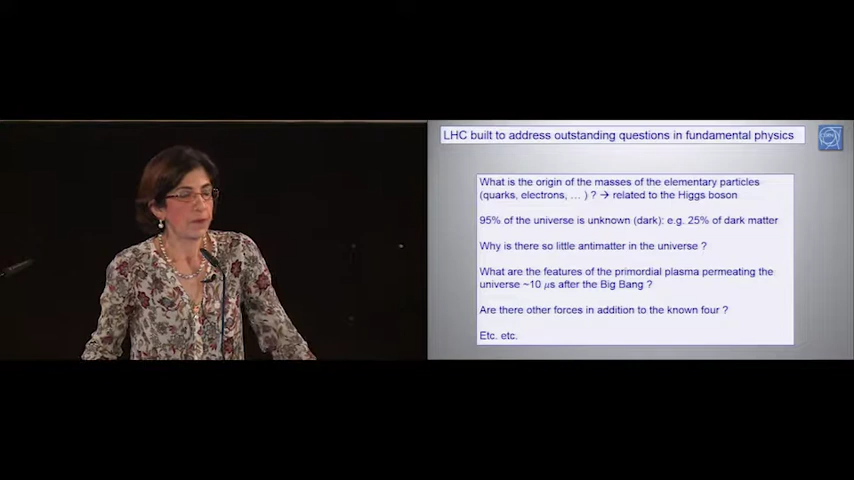 LHC built to address outstanding questions in fundamental physics
What is the origin of the masses of the elementary particles
(quarks, electrons, … ) ? → related to the Higgs boson
95% of the universe is unknown (dark): e.g. 25% of dark matter
Why is there so little antimatter in the universe ?
What are the features of the primordial plasma permeating the
universe ~10 μs after the Big Bang ?
Are there other forces in addition to the known four ?
Etc. etc.